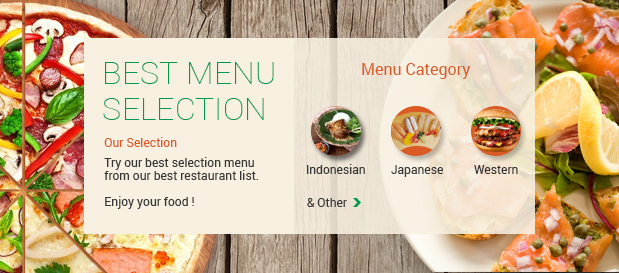 BEST MENU
SELECTION
Our Selection
Try our best selection menu
from our best restaurant list.
Enjoy your food !
Menu Category
Indonesian
Japanese
Western
& Other